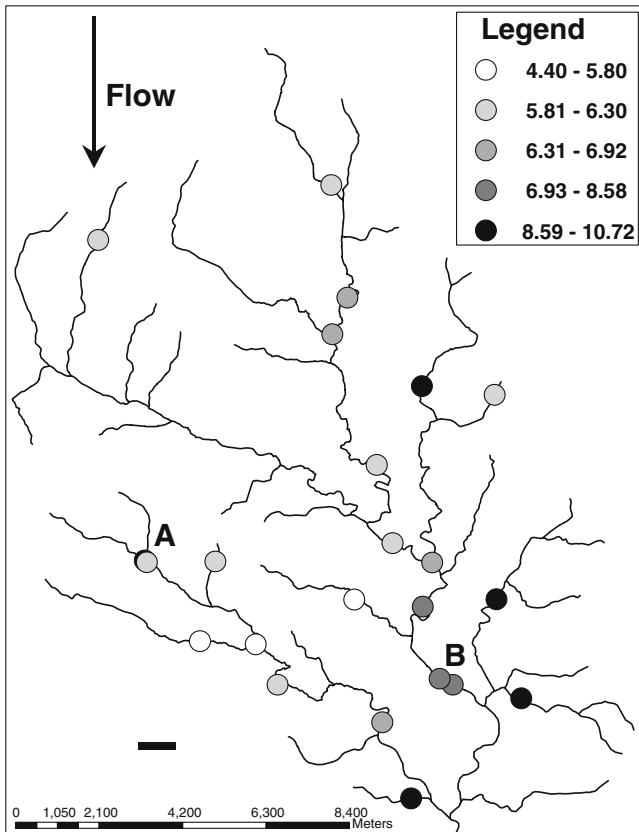 Legend
4.40 - 5.80
Flow
5.81 - 6.30
6.31 - 6.92
6.93 - 8.58
8.59 - 10.72
A
B
0 1,050 2,100 4,200 6,300 8,400
Meters